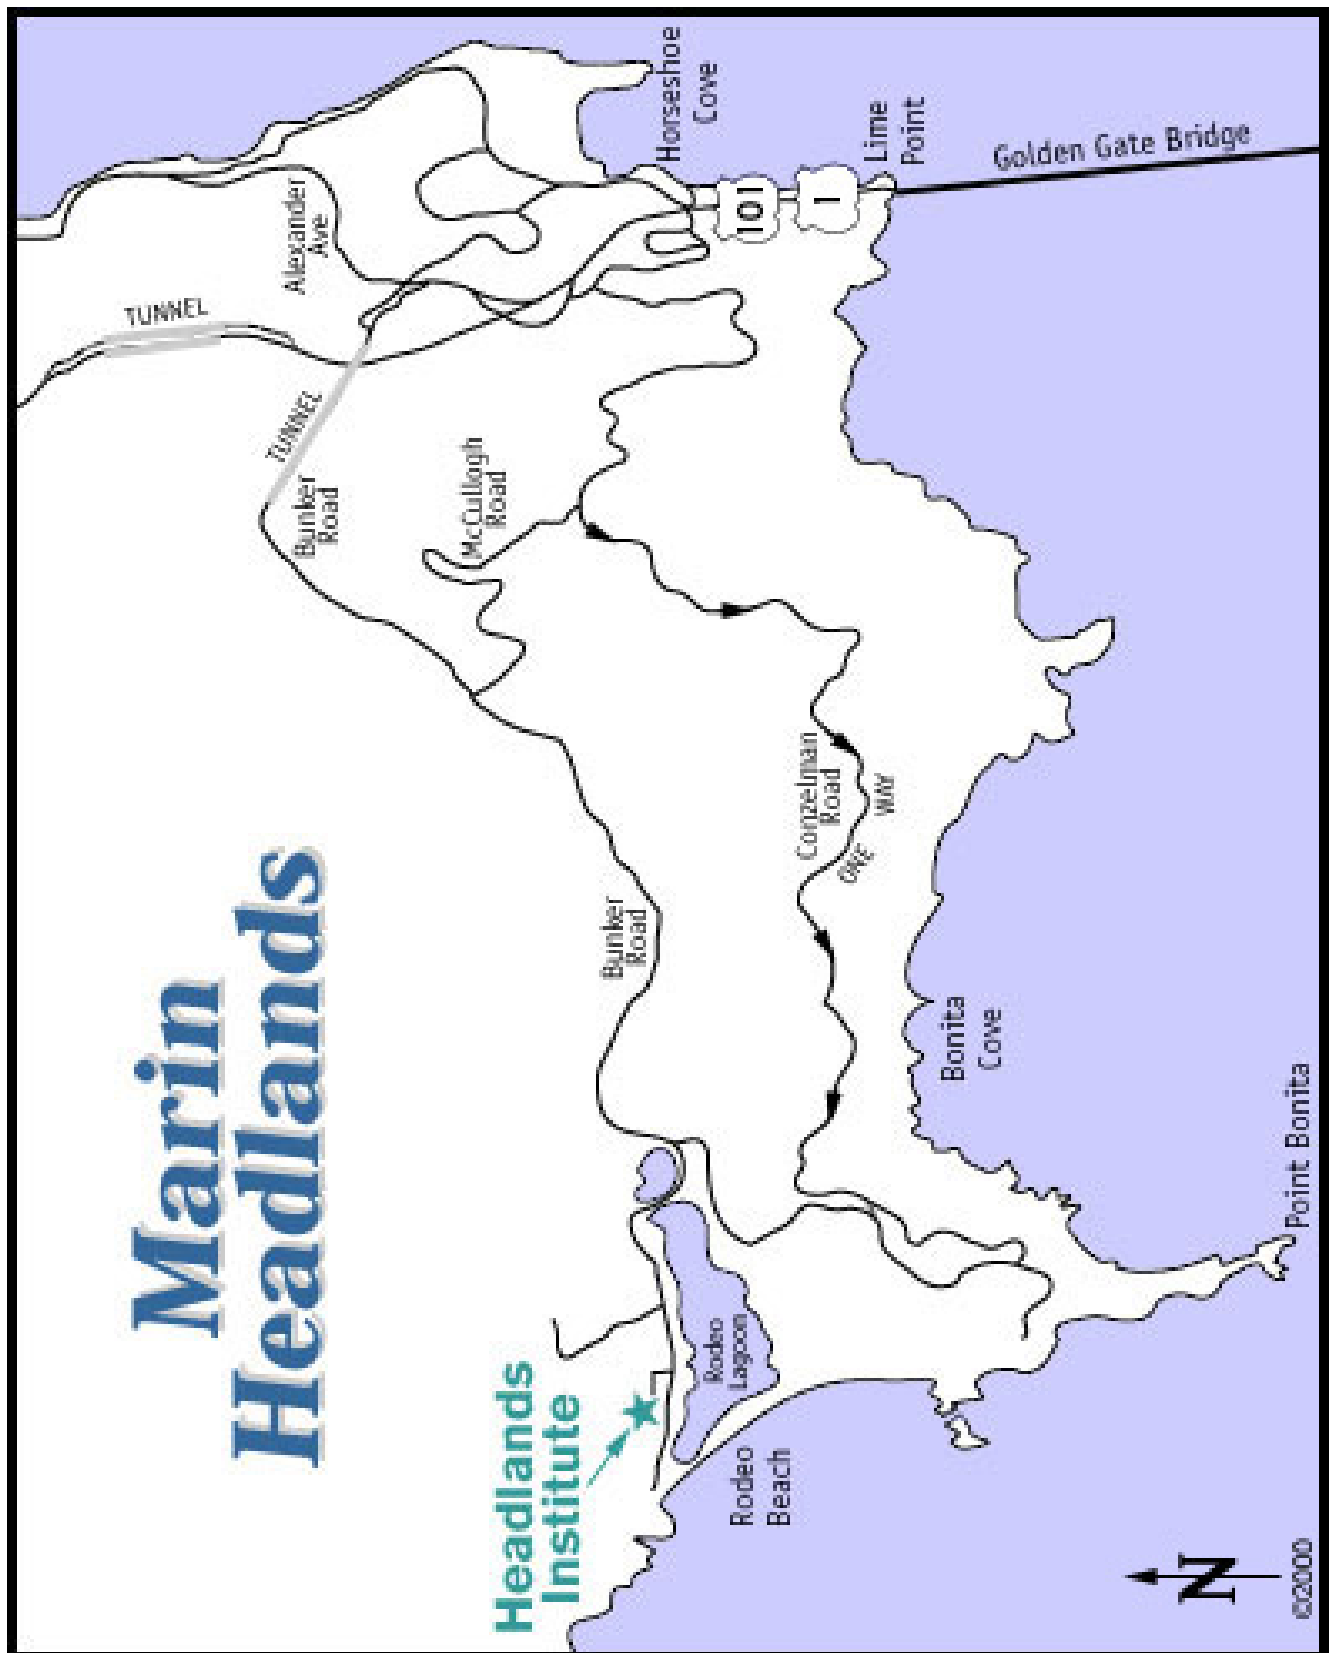 Marin
Headlands
Headlands
Institute
TUNNEL
Alexander
Ave
TUNNEL
Bunker
Road
McCullogh
Road
Horseshoe
Cove
101
1
Lime
Point
Golden Gate Bridge
Bunker
Road
Conzelman
Road
ONE
WAY
Bonita
Cove
Point Bonita
Rodeo
Lagoon
Rodeo
Beach
N
©2000